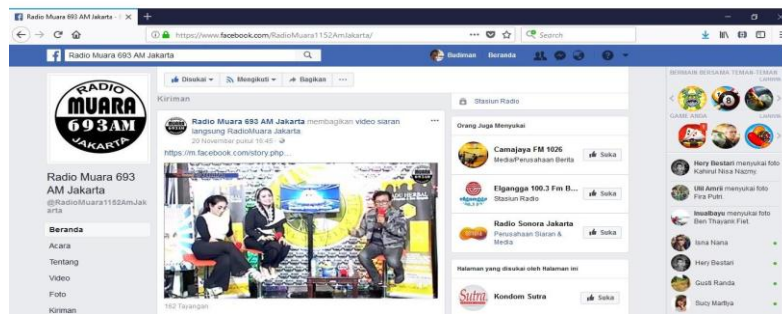 Radio Muara 693 AM Jakarta -
https://www.facebook.com/RadioMuara1152AmJakarta/
Search
Radio Muara 693 AM Jakarta
Budiman
Beranda
RADIO
MUARA
693AM
JAKARTA
Radio Muara 693
AM Jakarta
@RadioMuara1152AmJak
arta
Beranda
Acara
Tentang
Video
Foto
Kiriman
Disukai
Mengikuti
Bagikan
Kiriman
Radio Muara 693 AM Jakarta membagikan video siaran
langsung RadioMuara Jakarta
20 November pukul 16:45
https://m.facebook.com/story.php...
162 Tayangan
Stasiun Radio
Orang Juga Menyukai
Camajaya FM 1026
Media/Perusahaan Berita
Suka
Elgangga 100.3 Fm B...
Stasiun Radio
Suka
Radio Sonora Jakarta
Perusahaan Siaran &
Media
Suka
Halaman yang disukai oleh Halaman ini
Sutra
Kondom Sutra
Suka
BERMAIN BERSAMA TEMAN-TEMAN
GAME ANDA
Hery Bestari menyukai foto
Kahirul Nisa Nazmy.
Ulil Amrii menyukai foto
Fira Putri.
Insualbayu menyukai foto
Ben Thayank Fiet.
Isna Nana
Hery Bestari
Gusti Randa
Sucy Martiya